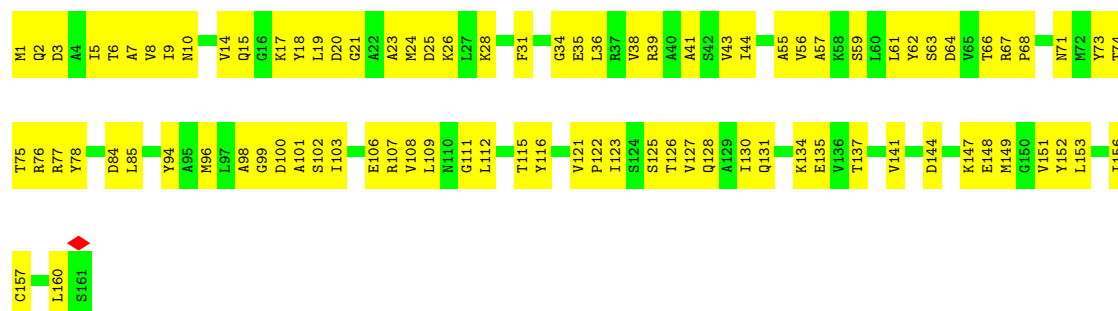 M1 Q2 D3 A4 I5 T6 A7 V8 I9 N10 V14 Q15 G16 K17 Y18 L19 D20 G21 A22 A23 M24 D25 K26 L27 K28 F31 G34 E35 L36 R37 V38 R39 A40 A41 S42 V43 I44 A55 V56 A57 K58 S59 L60 L61 Y62 S63 D64 V65 T66 R67 P68 N71 M72 Y73 T74
T75 R76 R77 Y78 D84 L85 Y94 A95 M96 L97 A98 G99 D100 A101 S102 I103 E106 R107 V108 L109 N110 G111 L112 T115 Y116 V121 P122 I123 S124 S125 T126 V127 Q128 A129 I130 Q131 K134 E135 V136 T137 V141 D144 K147 E148 M149 G150 V151 Y152 L153 I156
C157 L160 S161